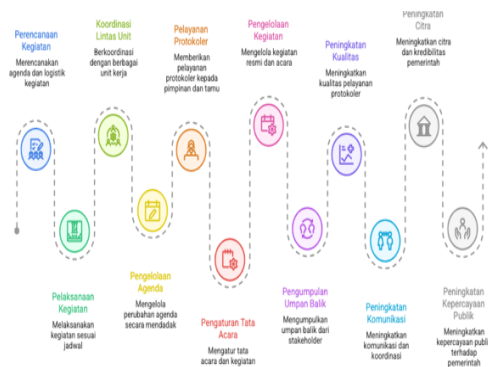 Perencanaan
Kegiatan
Merencanakan
agenda dan logistik
kegiatan
Koordinasi
Lintas Unit
Berkoordinasi
dengan berbagai
unit kerja
Pelayanan
Protokoler
Memberikan
pelayanan
protokoler kepada
pimpinan dan tamu
Pengelolaan
Kegiatan
Mengelola kegiatan
resmi dan acara
Peningkatan
Kualitas
Meningkatkan
kualitas pelayanan
protokoler
Peningkatan
Citra
Meningkatkan citra
dan kredibilitas
pemerintah
Pelaksanaan
Kegiatan
Melaksanakan
kegiatan sesuai
jadwal
Pengelolaan
Agenda
Mengelola
perubahan agenda
secara mendadak
Pengaturan Tata
Acara
Mengatur tata
acara dan kegiatan
Pengumpulan
Umpan Balik
Mengumpulkan
umpan balik dari
stakeholder
Peningkatan
Komunikasi
Meningkatkan
komunikasi dan
koordinasi
Peningkatan
Kepercayaan
Publik
Meningkatkan
kepercayaan publi
terhadap
pemerintah